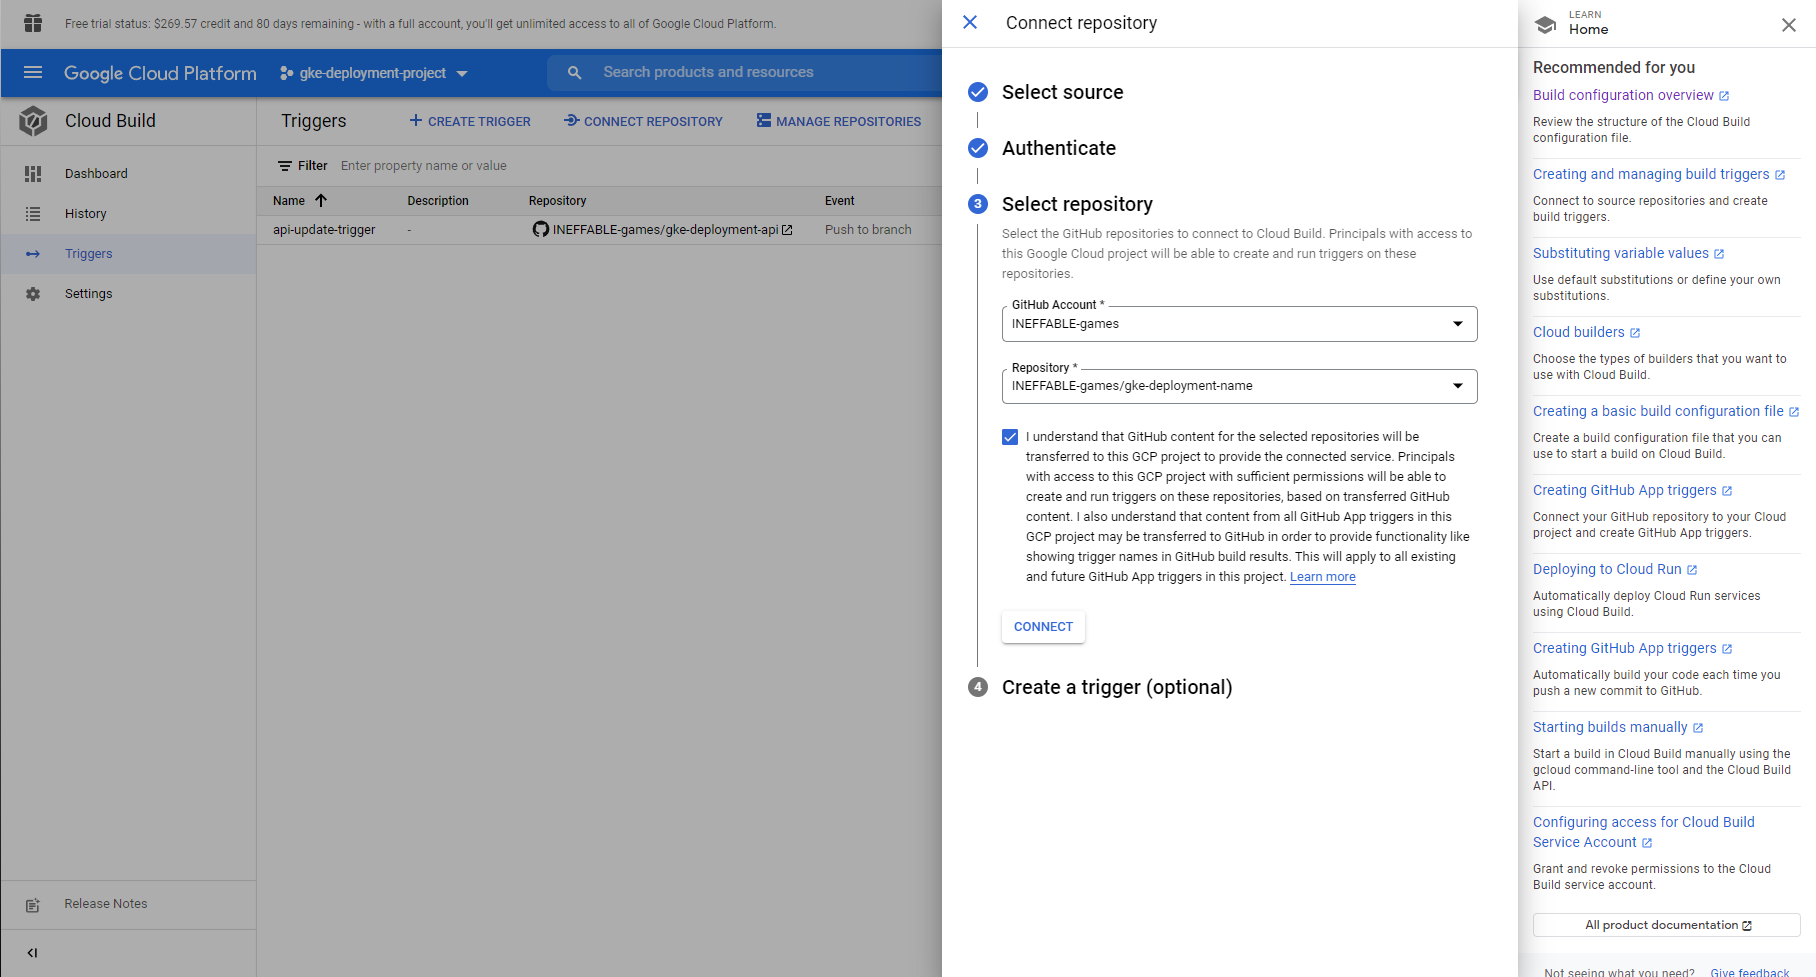 Free trial status: $269.57 credit and 80 days remaining - with a full account, you'll get unlimited access to all of Google Cloud Platform.
Google Cloud Platform
gke-deployment-project
Search products and resources
Cloud Build
Dashboard
History
Triggers
Settings
Release Notes
Triggers
CREATE TRIGGER
CONNECT REPOSITORY
MANAGE REPOSITORIES
Filter Enter property name or value
Name Description Repository Event
api-update-trigger - INEFFABLE-games/gke-deployment-api Push to branch
Connect repository
Select source
Authenticate
3 Select repository
Select the GitHub repositories to connect to Cloud Build. Principals with access to
this Google Cloud project will be able to create and run triggers on these
repositories.
GitHub Account *
INEFFABLE-games
Repository *
INEFFABLE-games/gke-deployment-name
I understand that GitHub content for the selected repositories will be
transferred to this GCP project to provide the connected service. Principals
with access to this GCP project with sufficient permissions will be able to
create and run triggers on these repositories, based on transferred GitHub
content. I also understand that content from all GitHub App triggers in this
GCP project may be transferred to GitHub in order to provide functionality like
showing trigger names in GitHub build results. This will apply to all existing
and future GitHub App triggers in this project. Learn more
CONNECT
4 Create a trigger (optional)
LEARN
Home
Recommended for you
Build configuration overview
Review the structure of the Cloud Build
configuration file.
Creating and managing build triggers
Connect to source repositories and create
build triggers.
Substituting variable values
Use default substitutions or define your own
substitutions.
Cloud builders
Choose the types of builders that you want to
use with Cloud Build.
Creating a basic build configuration file
Create a build configuration file that you can
use to start a build on Cloud Build.
Creating GitHub App triggers
Connect your GitHub repository to your Cloud
project and create GitHub App triggers.
Deploying to Cloud Run
Automatically deploy Cloud Run services
using Cloud Build.
Creating GitHub App triggers
Automatically build your code each time you
push a new commit to GitHub.
Starting builds manually
Start a build in Cloud Build manually using the
gcloud command-line tool and the Cloud Build
API.
Configuring access for Cloud Build
Service Account
Grant and revoke permissions to the Cloud
Build service account.
All product documentation
Not seeing what you need? Give feedback